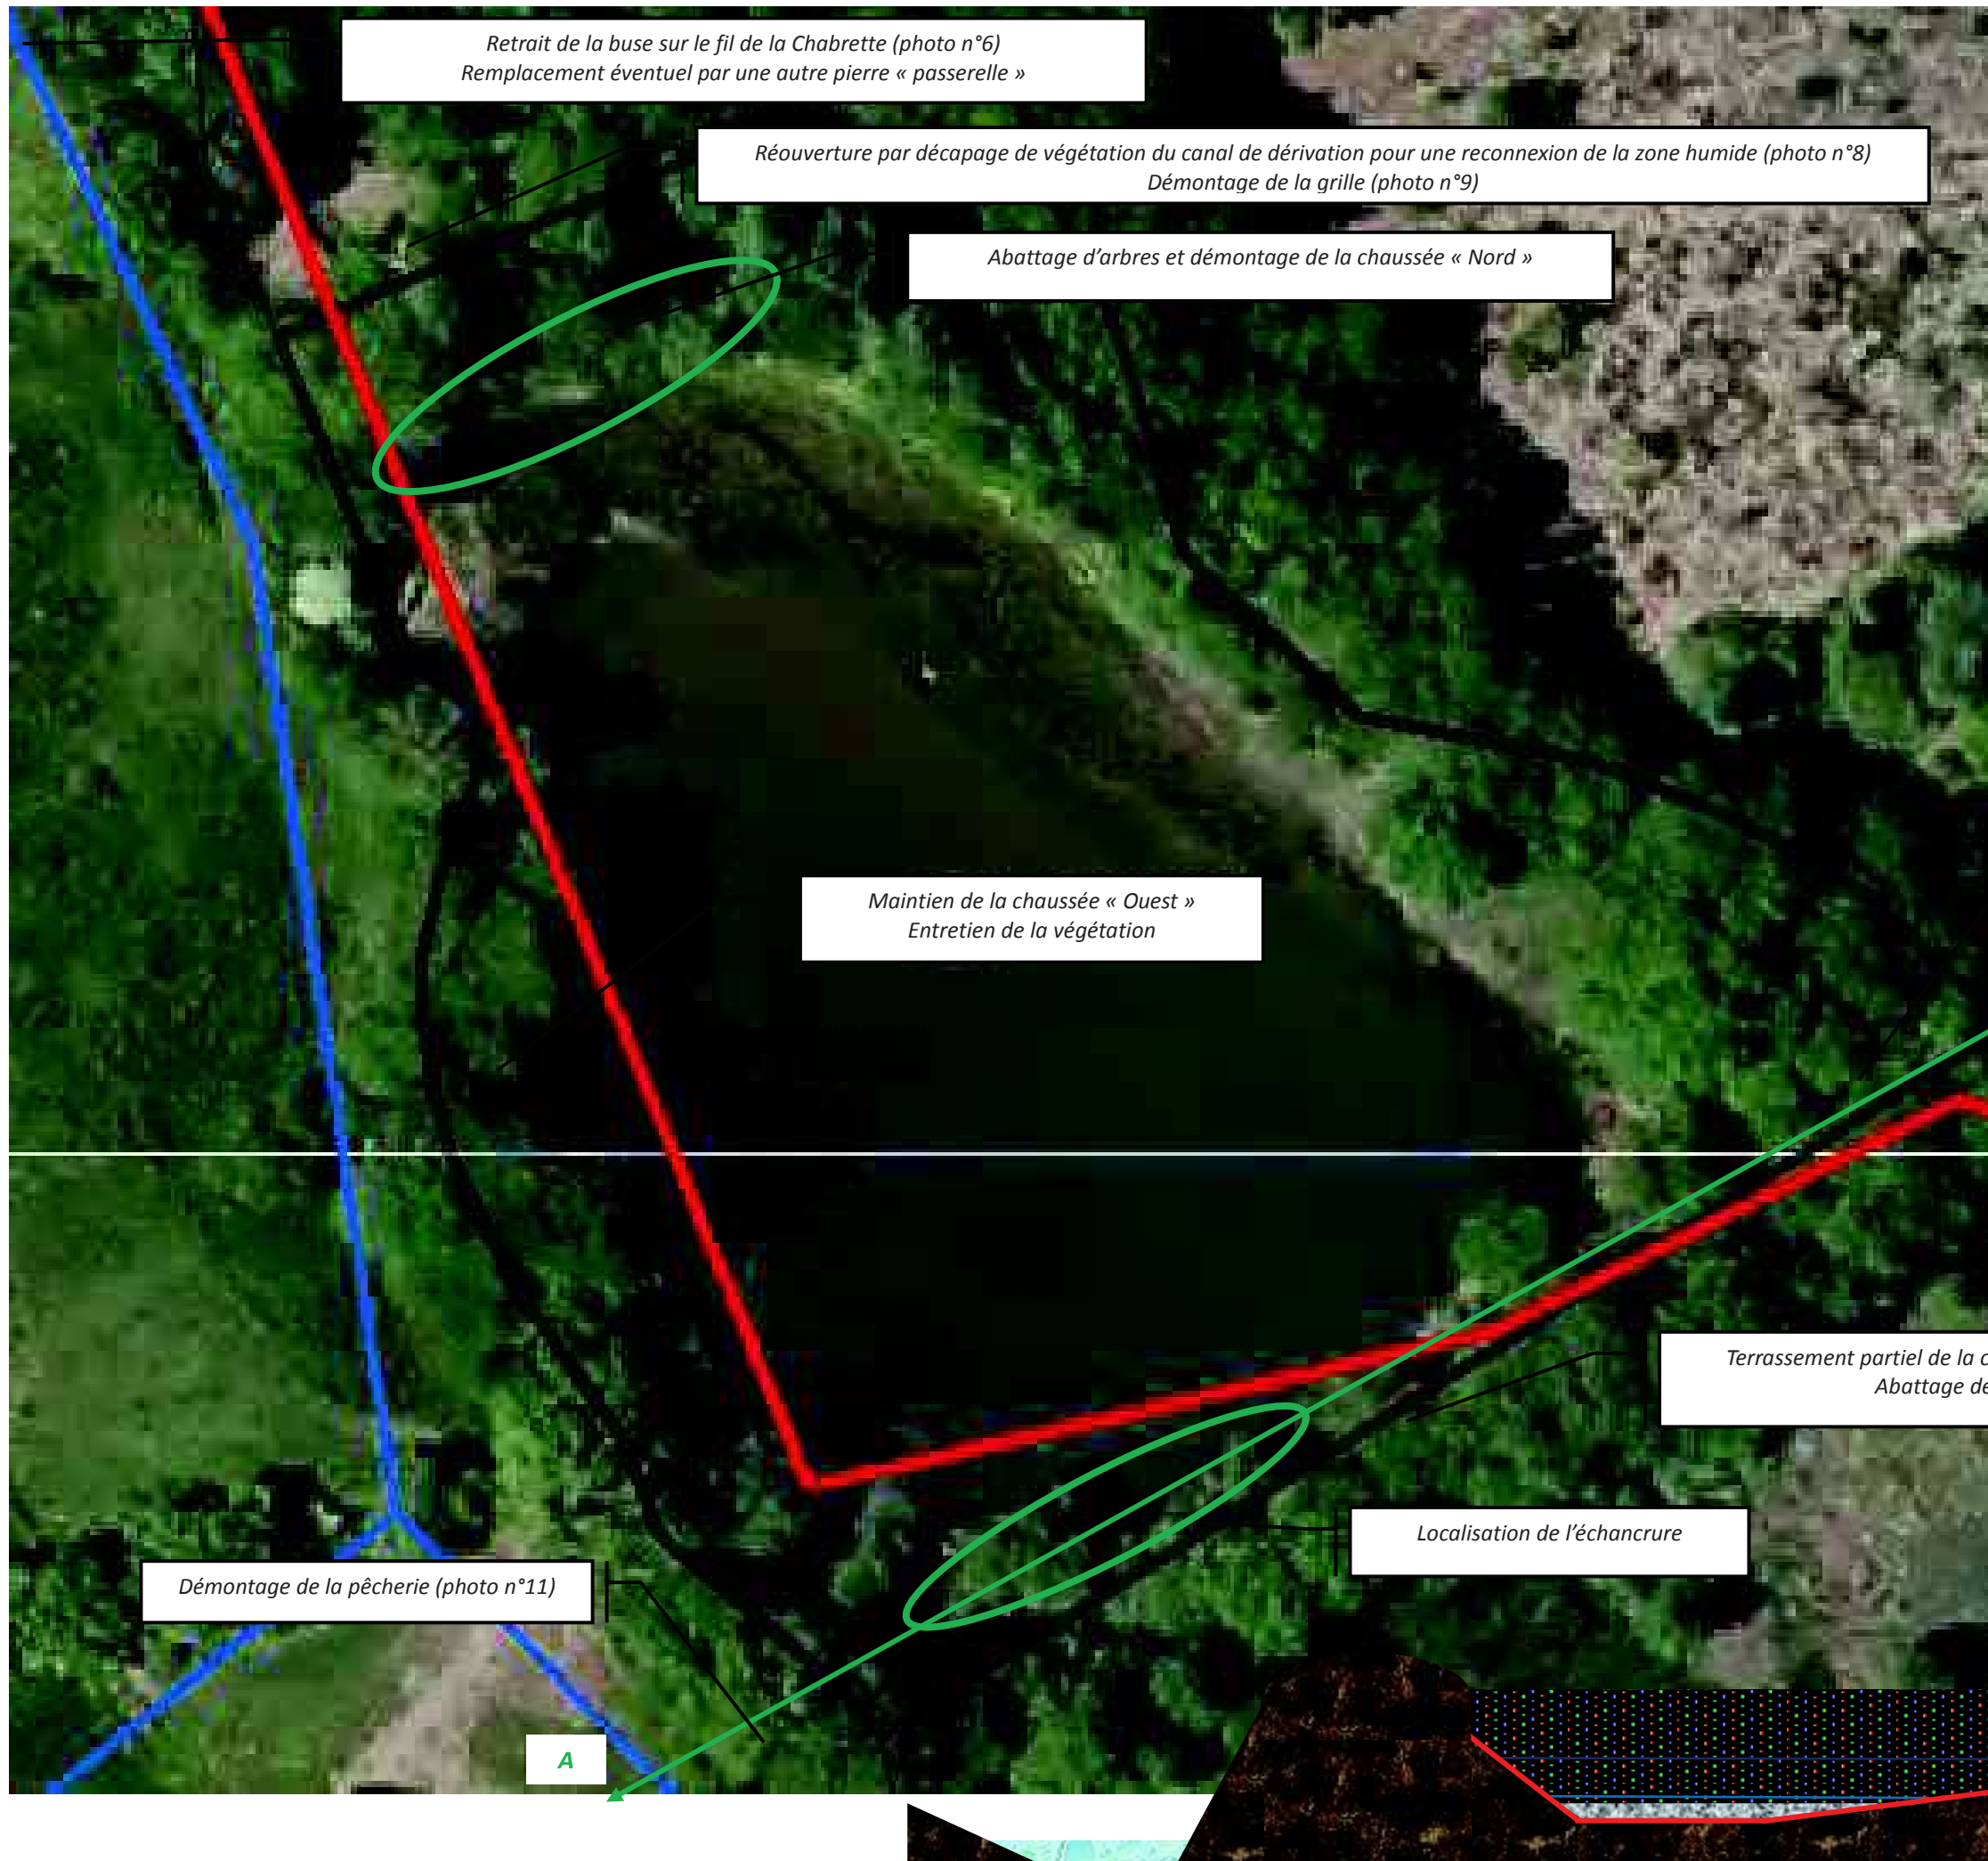 Retrait de la buse sur le fil de la Chabrette (photo n°6)
Remplacement éventuel par une autre pierre « passerelle »
Réouverture par décapage de végétation du canal de dérivation pour une reconnexion de la zone humide (photo n°8)
Démontage de la grille (photo n°9)
Abattage d'arbres et démontage de la chaussée « Nord »
Maintien de la chaussée « Ouest »
Entretien de la végétation
Terrassement partiel de la c
Abattage de
Localisation de l'échancrure
Démontage de la pêcherie (photo n°11)
A